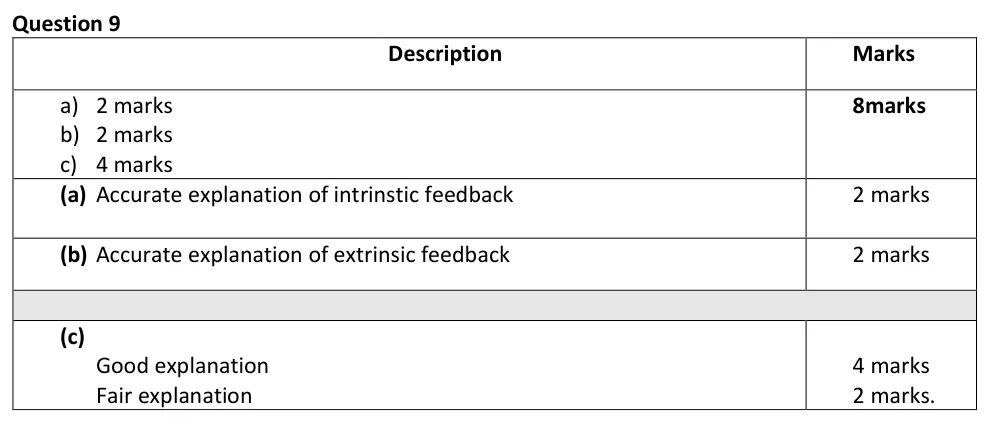 Question 9
Description Marks
a) 2 marks 8marks
b) 2 marks
c) 4 marks
(a) Accurate explanation of intrinstic feedback 2 marks
(b) Accurate explanation of extrinsic feedback 2 marks
(c)
Good explanation 4 marks
Fair explanation 2 marks.